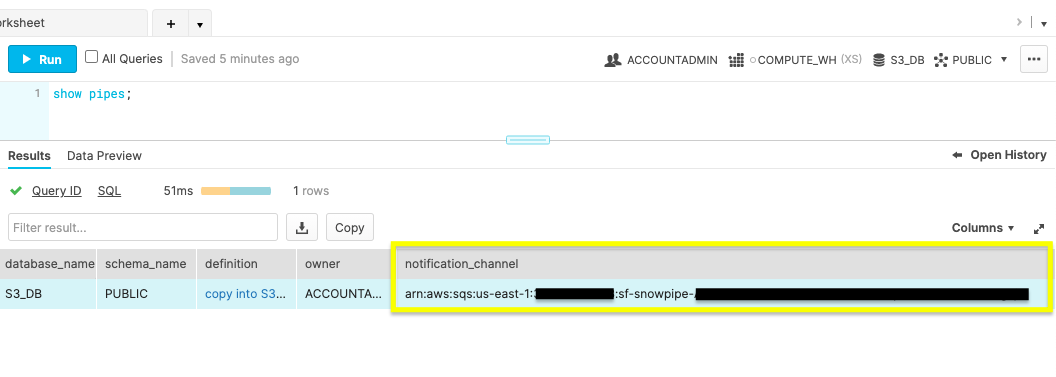 orksheet
+
Run All Queries Saved 5 minutes ago ACCOUNTADMIN COMPUTE_WH (XS) S3_DB PUBLIC ...
1 show pipes;
Results Data Preview Open History
Query ID SQL 51ms 1 rows
Filter result... Copy Columns
database_name schema_name definition owner notification_channel
S3_DB PUBLIC copy into S3... ACCOUNTA... arn:aws:sqs:us-east-1: :sf-snowpipe-